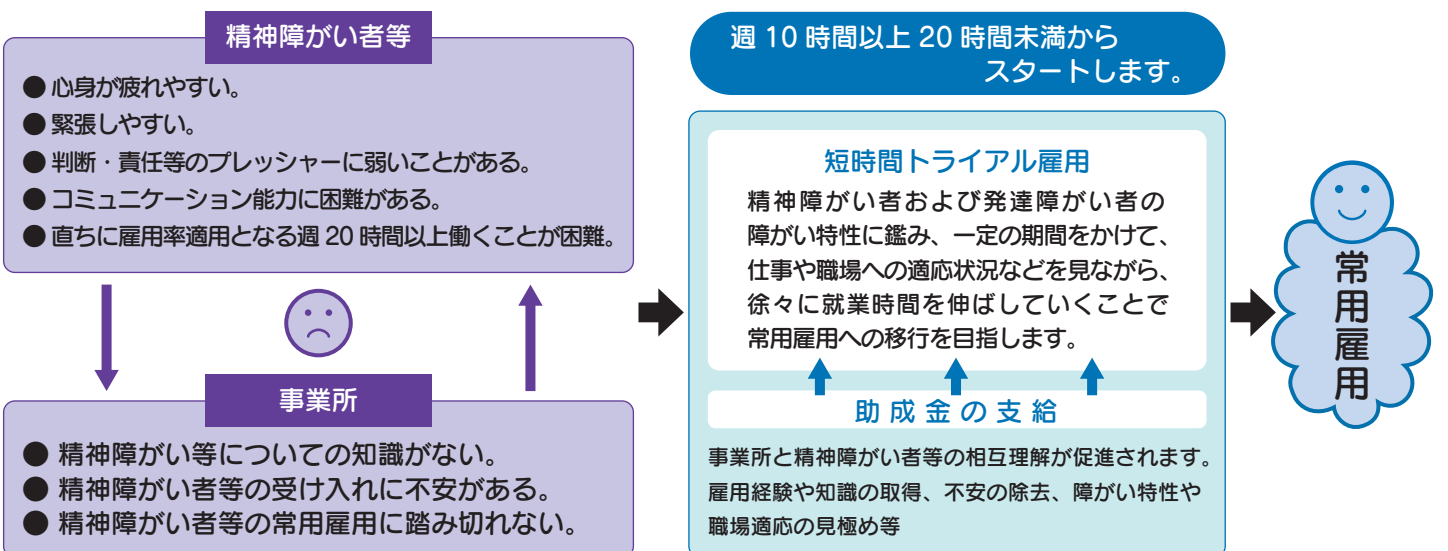 精神障がい者等
● 心身が疲れやすい。
● 緊張しやすい。
● 判断・責任等のプレッシャーに弱いことがある。
● コミュニケーション能力に困難がある。
● 直ちに雇用率適用となる週 20 時間以上働くことが困難。
事業所
● 精神障がい等についての知識がない。
● 精神障がい者等の受け入れに不安がある。
● 精神障がい者等の常用雇用に踏み切れない。
週 10 時間以上 20 時間未満から
スタートします。
短時間トライアル雇用
精神障がい者および発達障がい者の
障がい特性に鑑み、一定の期間をかけて、
仕事や職場への適応状況などを見ながら、
徐々に就業時間を伸ばしていくことで
常用雇用への移行を目指します。
助成金の支給
事業所と精神障がい者等の相互理解が促進されます。
雇用経験や知識の取得、不安の除去、障がい特性や
職場適応の見極め等
常用雇用